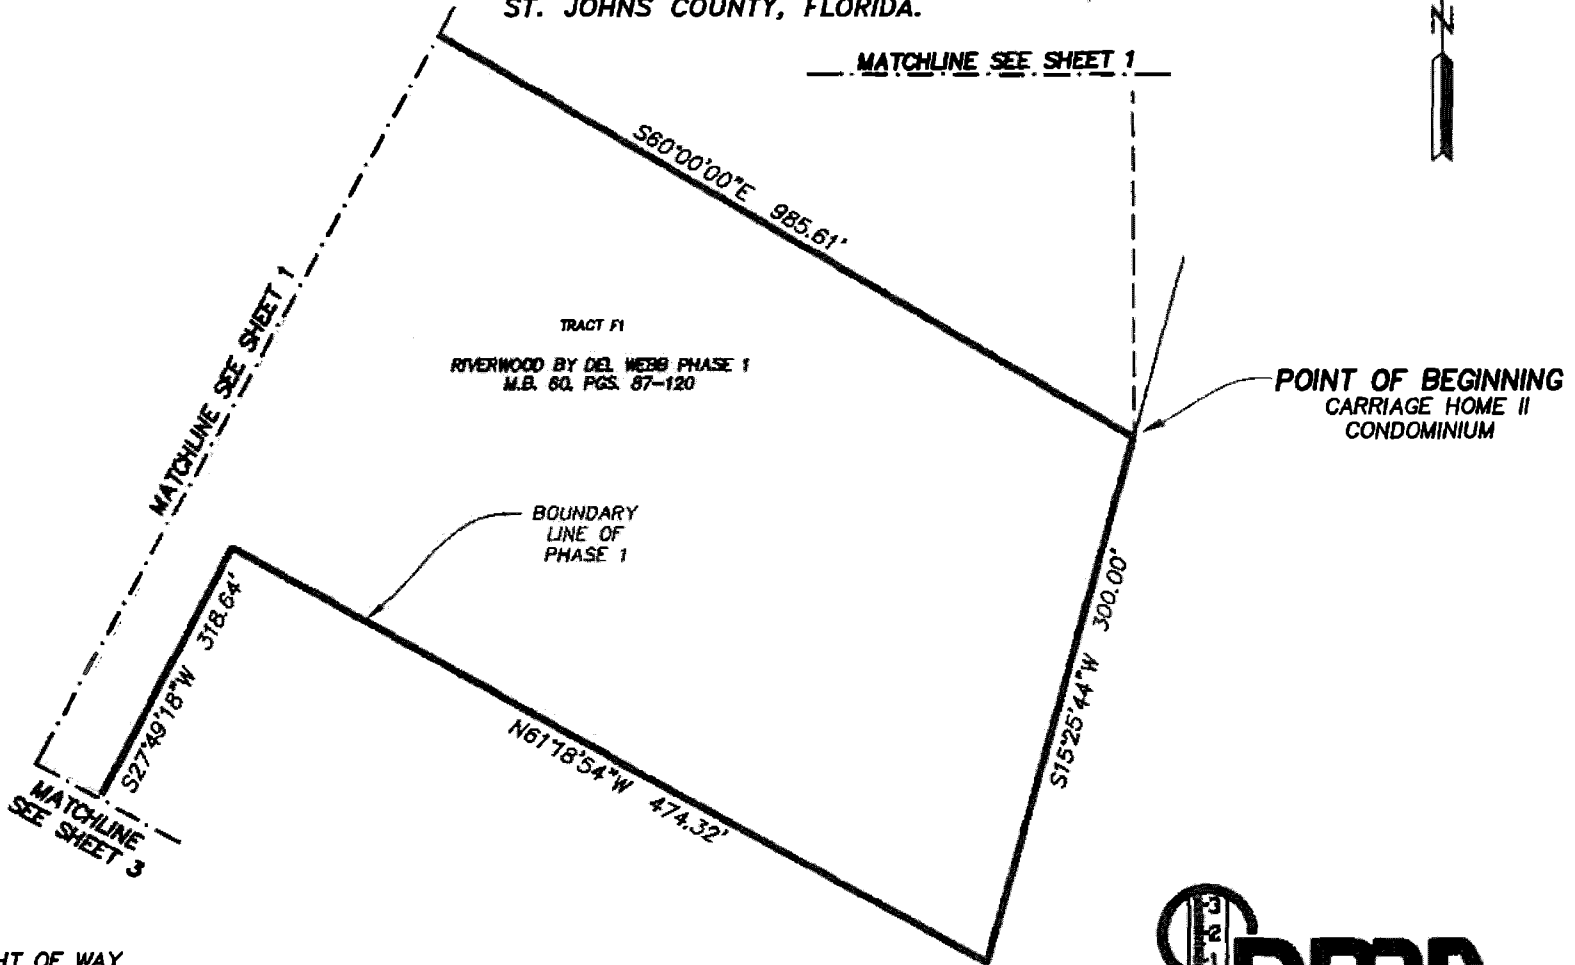 ST. JOHNS COUNTY, FLORIDA.
MATCHLINE SEE SHEET 1
N
S60°00'00"E 985.61'
MATCHLINE SEE SHEET 1
TRACT F1
RIVERWOOD BY DEL WEBB PHASE 1
M.B. 60, PGS. 87-120
POINT OF BEGINNING
CARRIAGE HOME II
CONDOMINIUM
BOUNDARY
LINE OF
PHASE 1
S27°49'18"W 318.64'
S15°25'44"W 300.00'
N61°18'54"W 474.32'
MATCHLINE
SEE SHEET 3
OF WAY
3
2